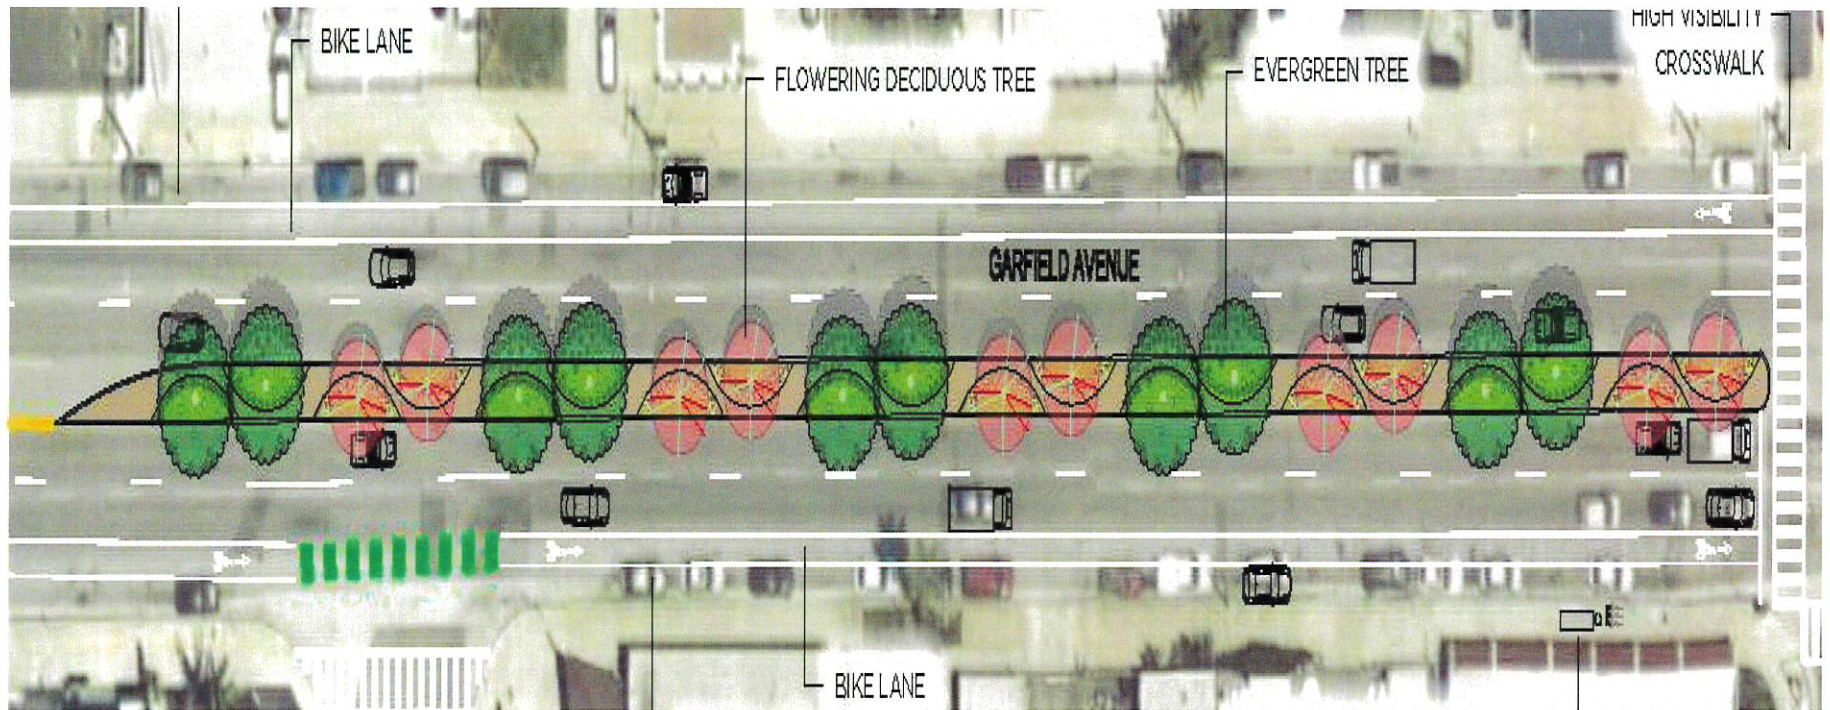 BIKE LANE
FLOWERING DECIDUOUS TREE
EVERGREEN TREE
HIGH VISIBILITY
CROSSWALK
GARFIELD AVENUE
BIKE LANE